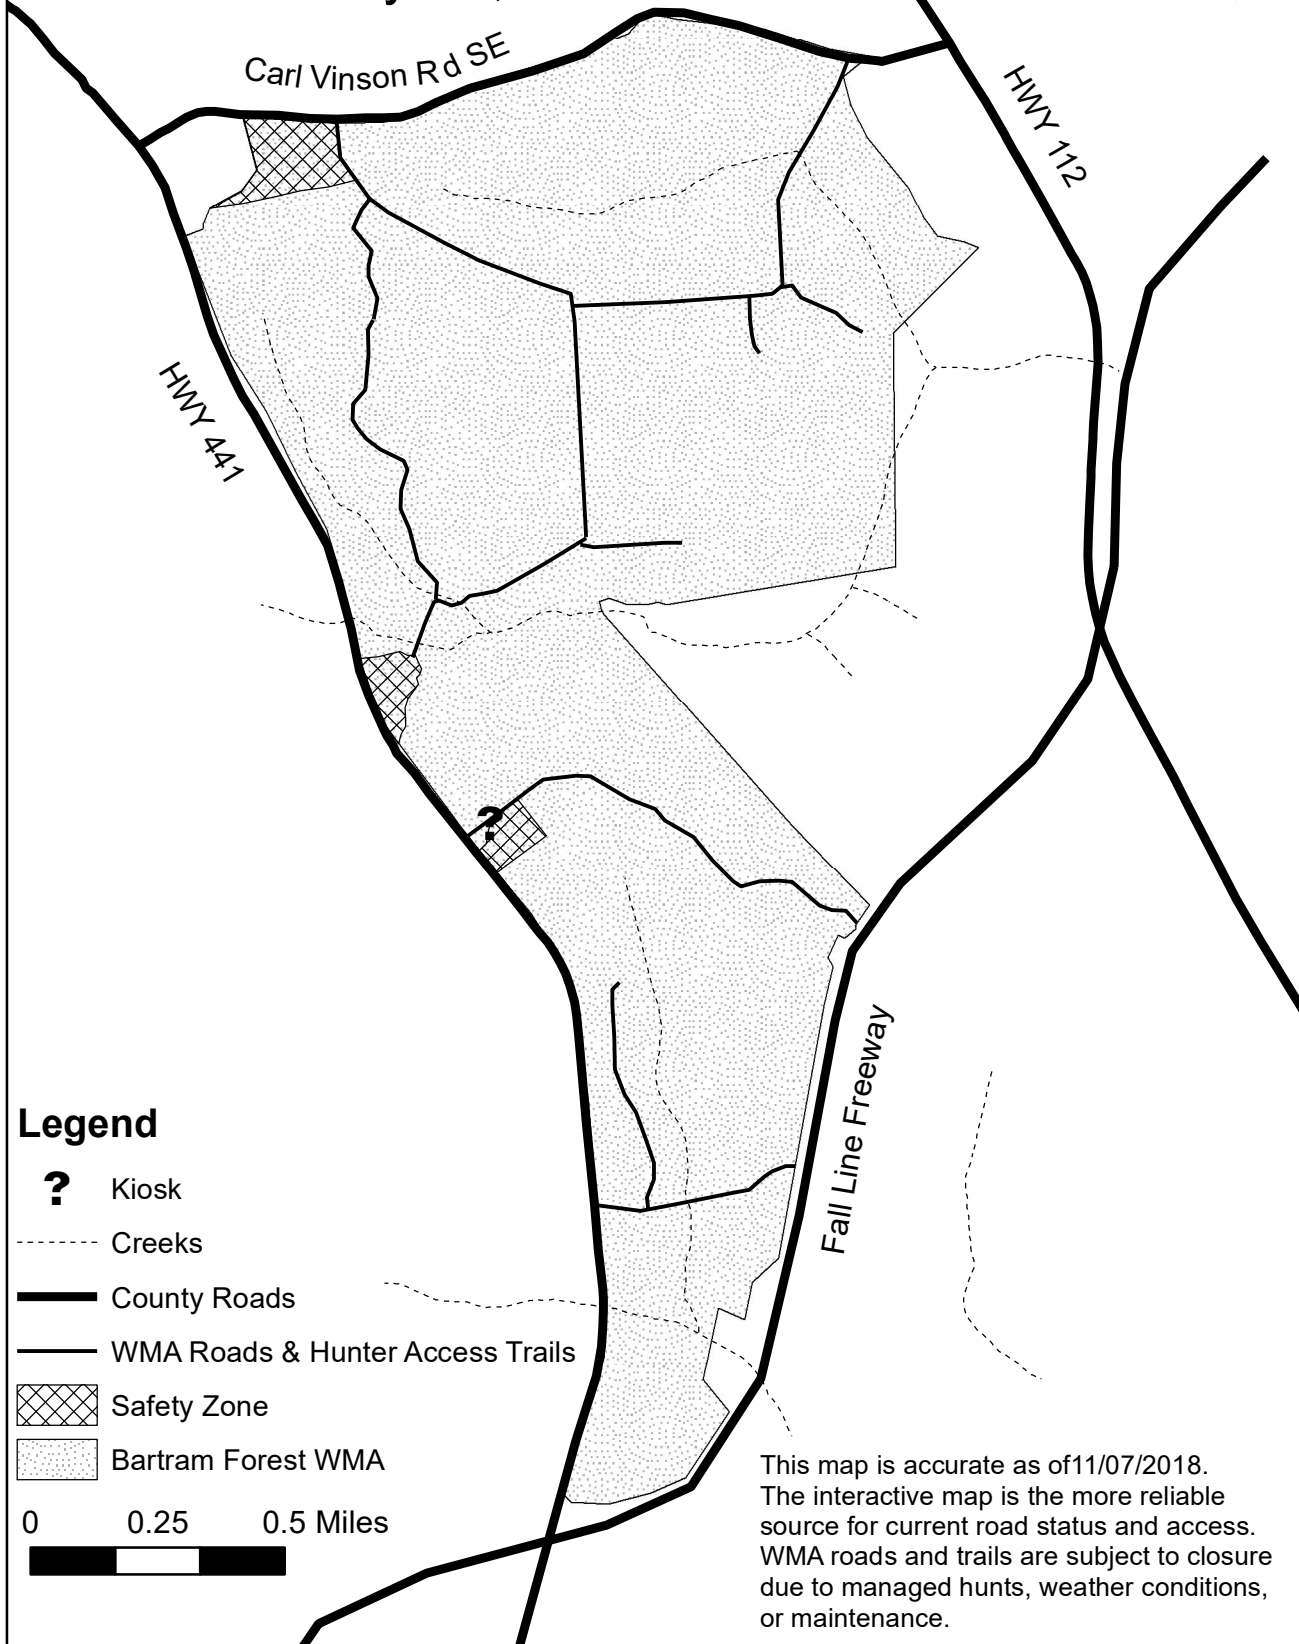 Carl Vinson Rd SE
HWY 112
HWY 441
Fall Line Freeway
?
Legend
? Kiosk
Creeks
County Roads
WMA Roads & Hunter Access Trails
Safety Zone
Bartram Forest WMA
0 0.25 0.5 Miles
This map is accurate as of11/07/2018.
The interactive map is the more reliable
source for current road status and access.
WMA roads and trails are subject to closure
due to managed hunts, weather conditions,
or maintenance.